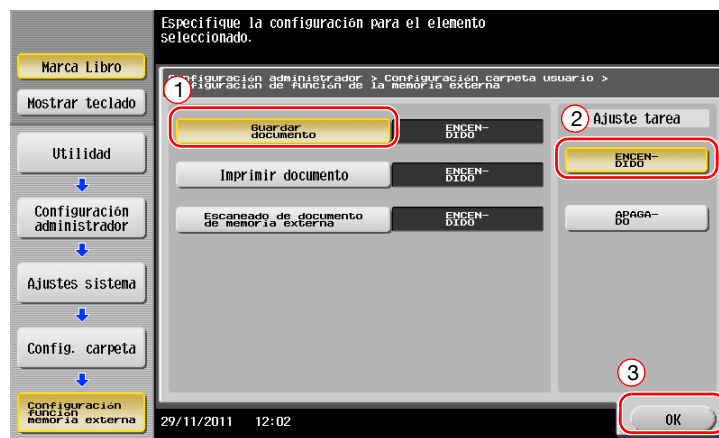 Especifique la configuración para el elemento
seleccionado.
Marca Libro
Mostrar teclado
Utilidad
Configuración
administrador
Ajustes sistema
Config. carpeta
Configuración
función
memoria externa
Configuración administrador > Configuración carpeta usuario >
Configuración de función de la memoria externa
1
Guardar
documento
ENCEN-
DIDO
Imprimir documento
ENCEN-
DIDO
Escaneado de documento
de memoria externa
ENCEN-
DIDO
2
Ajuste tarea
ENCEN-
DIDO
APAGA-
DO
3
29/11/2011 12:02
OK